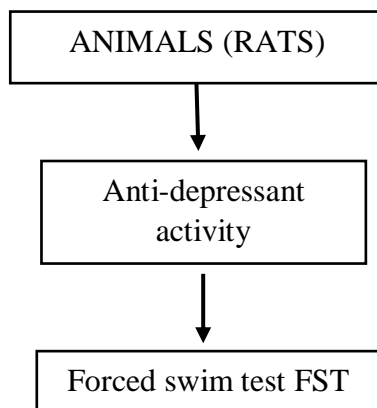 ANIMALS (RATS)
Anti-depressant
activity
Forced swim test FST